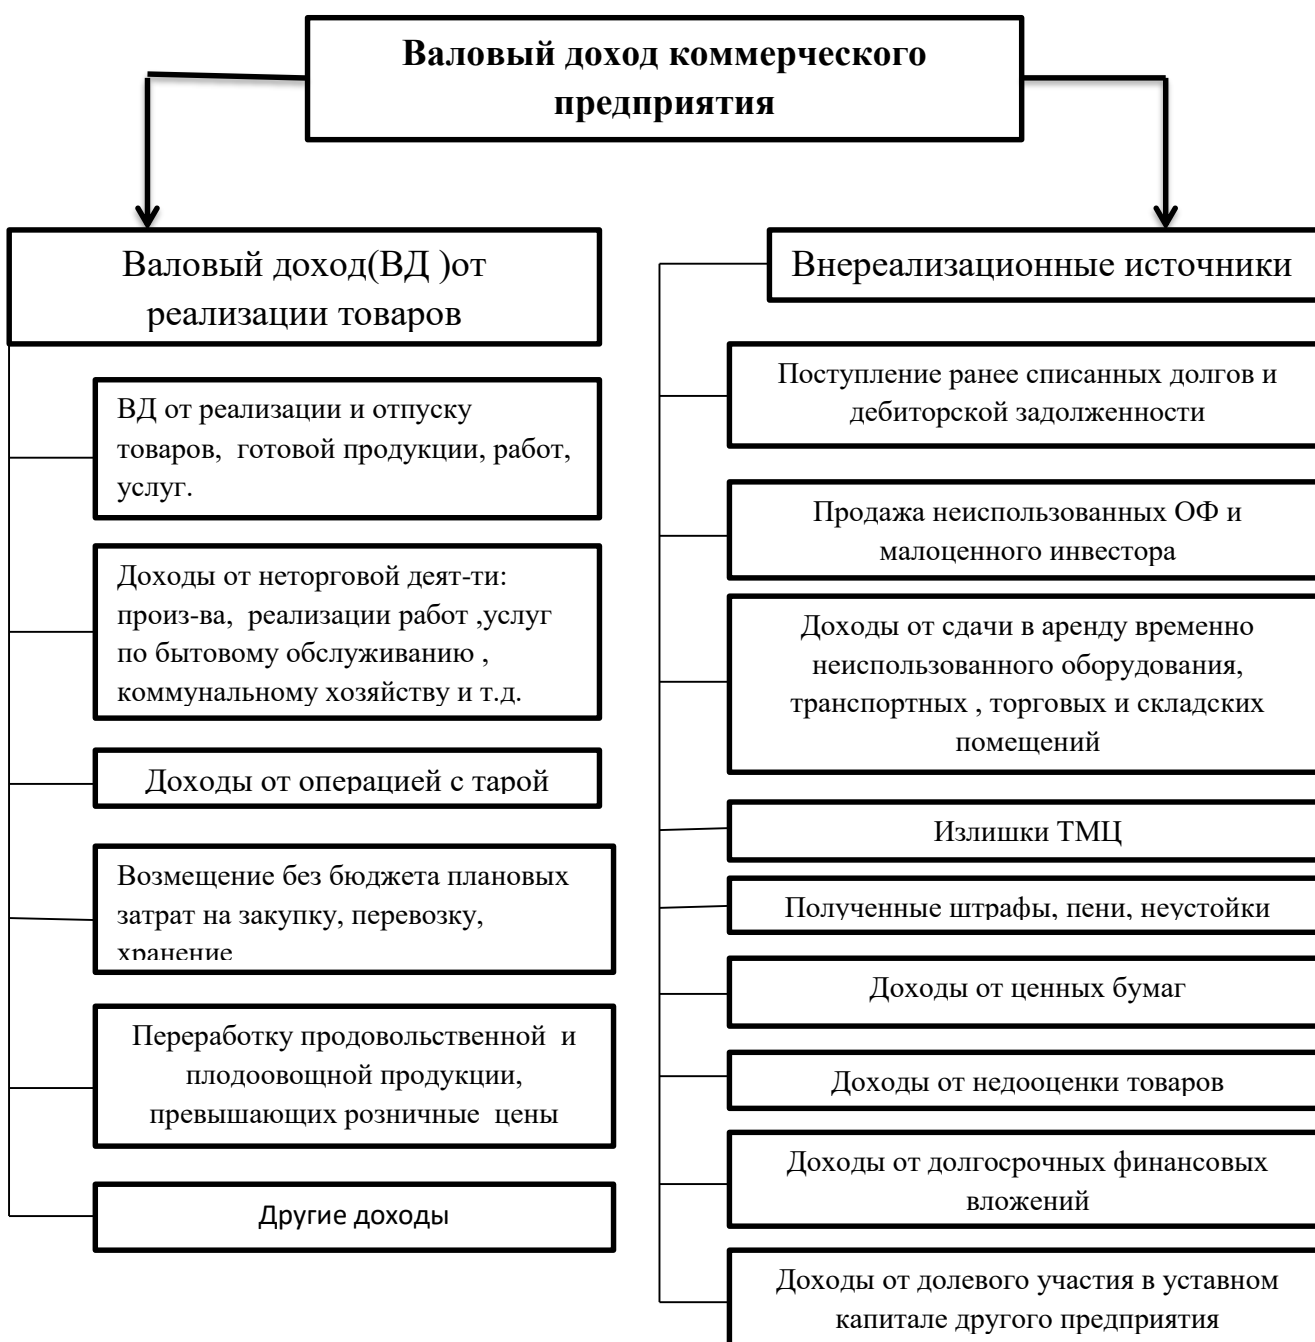 Валовый доход коммерческого
предприятия
Валовый доход(ВД )от
реализации товаров
ВД от реализации и отпуску
товаров, готовой продукции, работ,
услуг.
Доходы от неторговой деят-ти:
произ-ва, реализации работ ,услуг
по бытовому обслуживанию ,
коммунальному хозяйству и т.д.
Доходы от операцией с тарой
Возмещение без бюджета плановых
затрат на закупку, перевозку,
хранение
Переработку продовольственной и
плодоовощной продукции,
превышающих розничные цены
Другие доходы
Внереализационные источники
Поступление ранее списанных долгов и
дебиторской задолженности
Продажа неиспользованных ОФ и
малоценного инвестора
Доходы от сдачи в аренду временно
неиспользованного оборудования,
транспортных , торговых и складских
помещений
Излишки ТМЦ
Полученные штрафы, пени, неустойки
Доходы от ценных бумаг
Доходы от недооценки товаров
Доходы от долгосрочных финансовых
вложений
Доходы от долевого участия в уставном
капитале другого предприятия